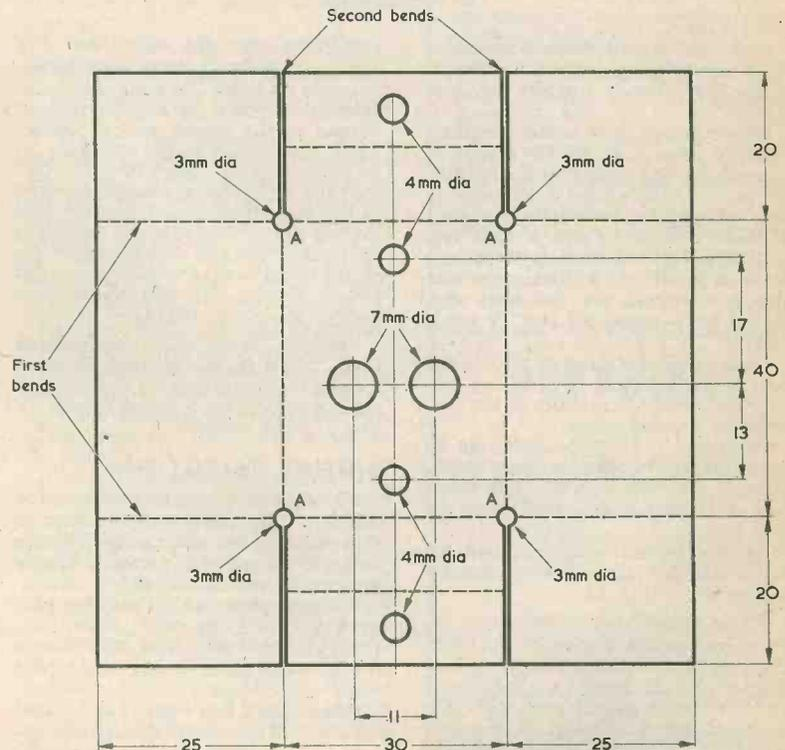 Second bends
20
3mm dia
3mm dia
4mm dia
A
A
17
7mm dia
First
bends
40
13
A
A
4mm dia
3mm dia
3mm dia
20
11
25
30
25